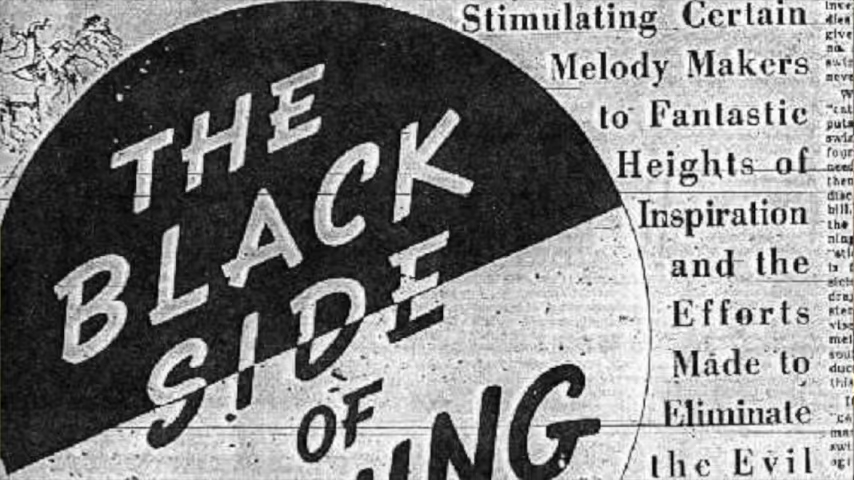 THE
BLACK
SIDE
OF
Stimulating Certain
Melody Makers
to Fantastic
Heights of
Inspiration
and the
Efforts
Made to
Eliminate
the Evil